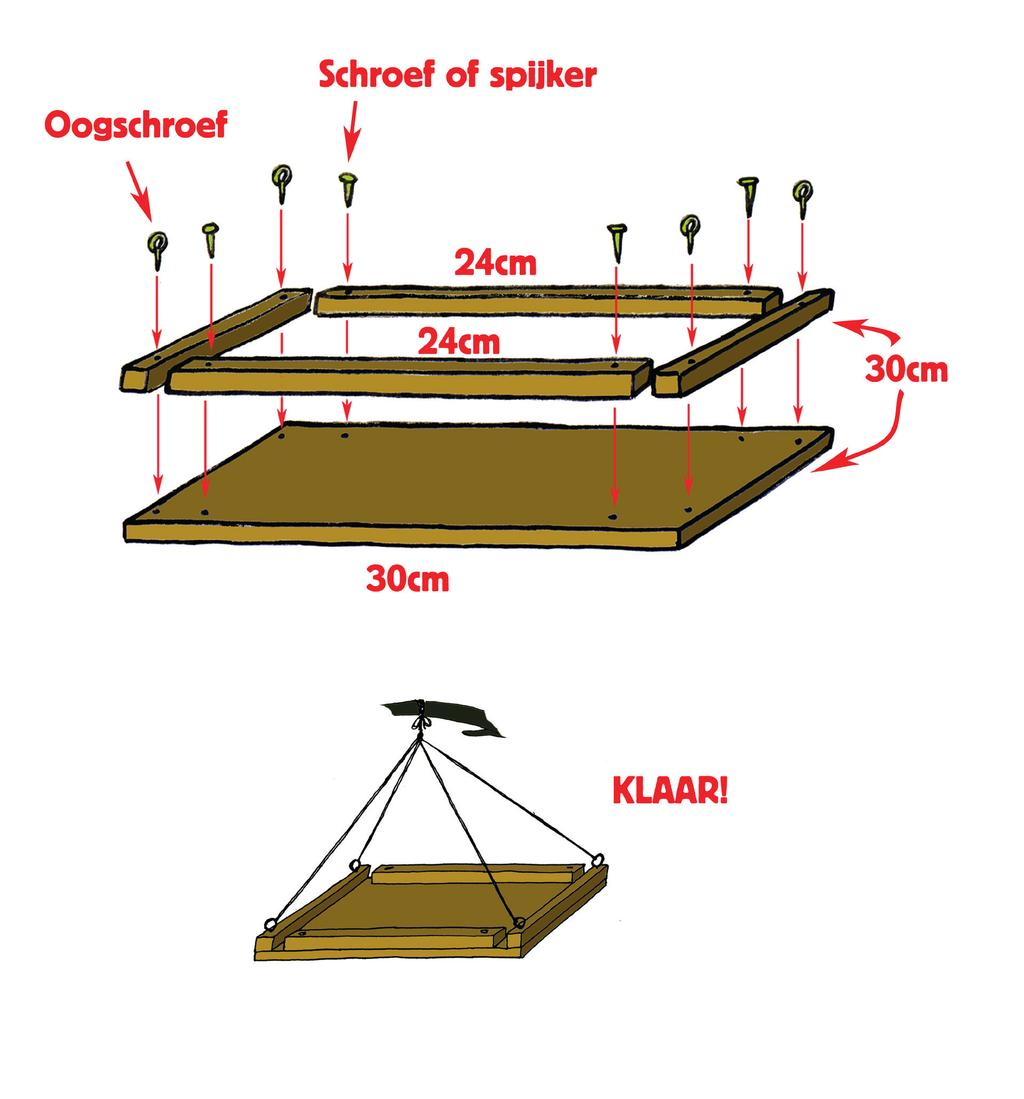 Schroef of spijker
Oogschroef
24cm
24cm
30cm
30cm
KLAAR!